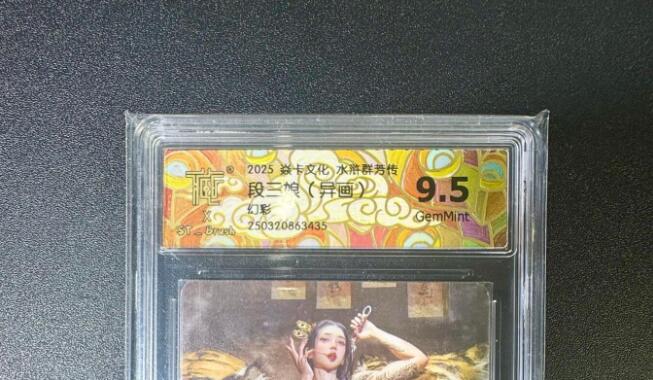 2025 焱卡文化 水浒群芳传
段三娘（异画）
幻彩
250320863435
®
X
ST_brush
9.5
GemMint